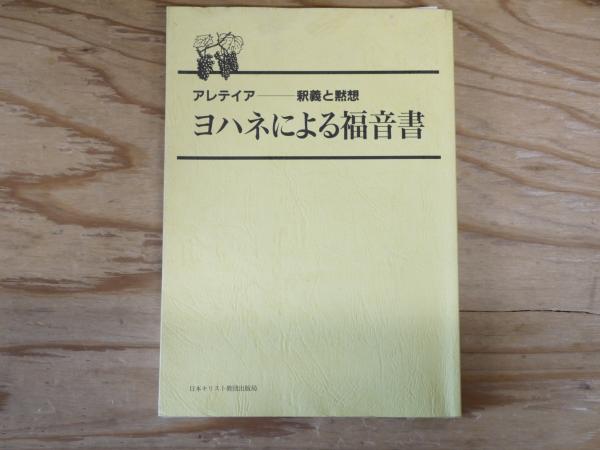 アレテイア――釈義と黙想
ヨハネによる福音書
日本キリスト教団出版局